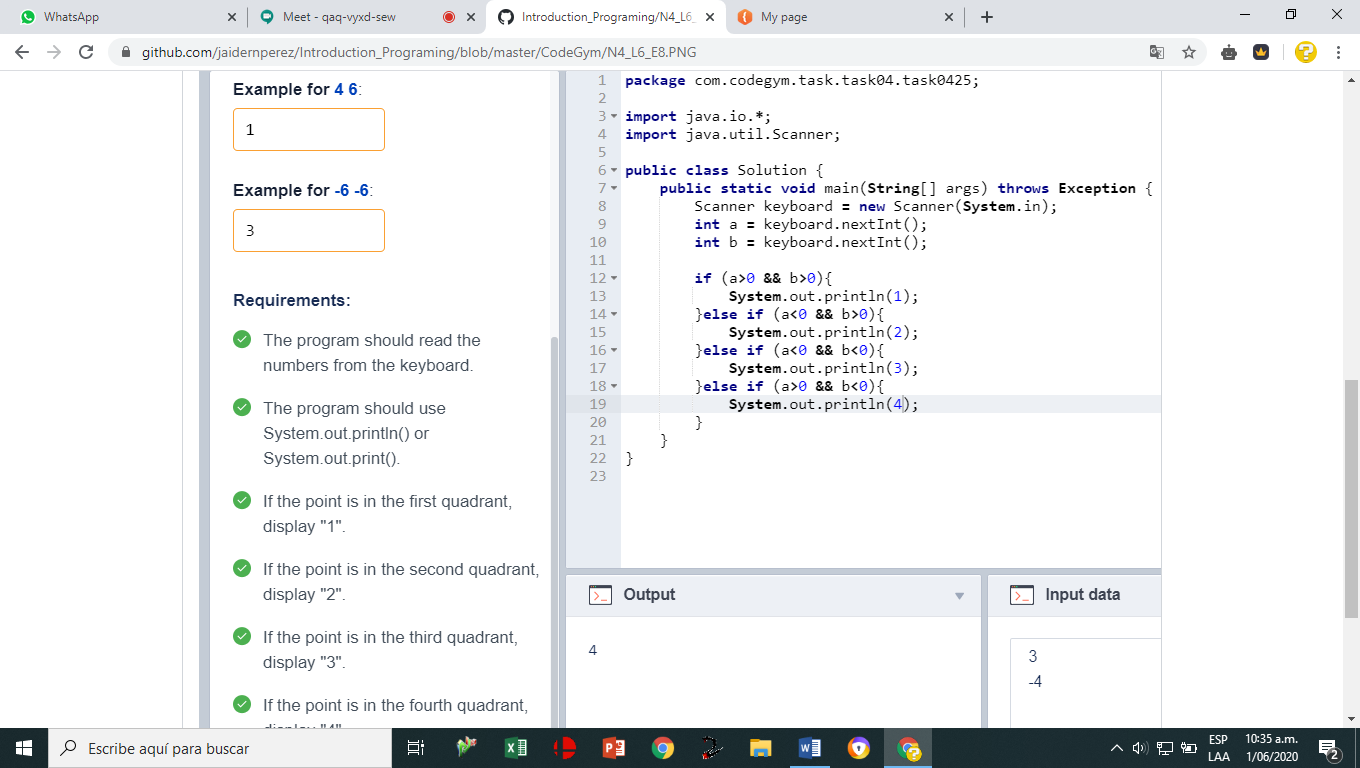 WhatsApp
Meet - qaq-vyxd-sew
Introduction_Programing/N4_L6_
My page
github.com/jaidernperez/Introduction_Programing/blob/master/CodeGym/N4_L6_E8.PNG
Example for 4 6:
1
Example for -6 -6:
3
Requirements:
The program should read the
numbers from the keyboard.
The program should use
System.out.println() or
System.out.print().
If the point is in the first quadrant,
display "1".
If the point is in the second quadrant,
display "2".
If the point is in the third quadrant,
display "3".
If the point is in the fourth quadrant,
display "4"
1 package com.codegym.task.task04.task0425;
2
3 import java.io.*;
4 import java.util.Scanner;
5
6 public class Solution {
7 public static void main(String[] args) throws Exception {
8 Scanner keyboard = new Scanner(System.in);
9 int a = keyboard.nextInt();
10 int b = keyboard.nextInt();
11
12 if (a>0 && b>0){
13 System.out.println(1);
14 }else if (a<0 && b>0){
15 System.out.println(2);
16 }else if (a<0 && b<0){
17 System.out.println(3);
18 }else if (a>0 && b<0){
19 System.out.println(4);
20 }
21 }
22 }
23
Output
4
Input data
3
-4
Escribe aquí para buscar
ESP
LAA
10:35 a.m.
1/06/2020
2